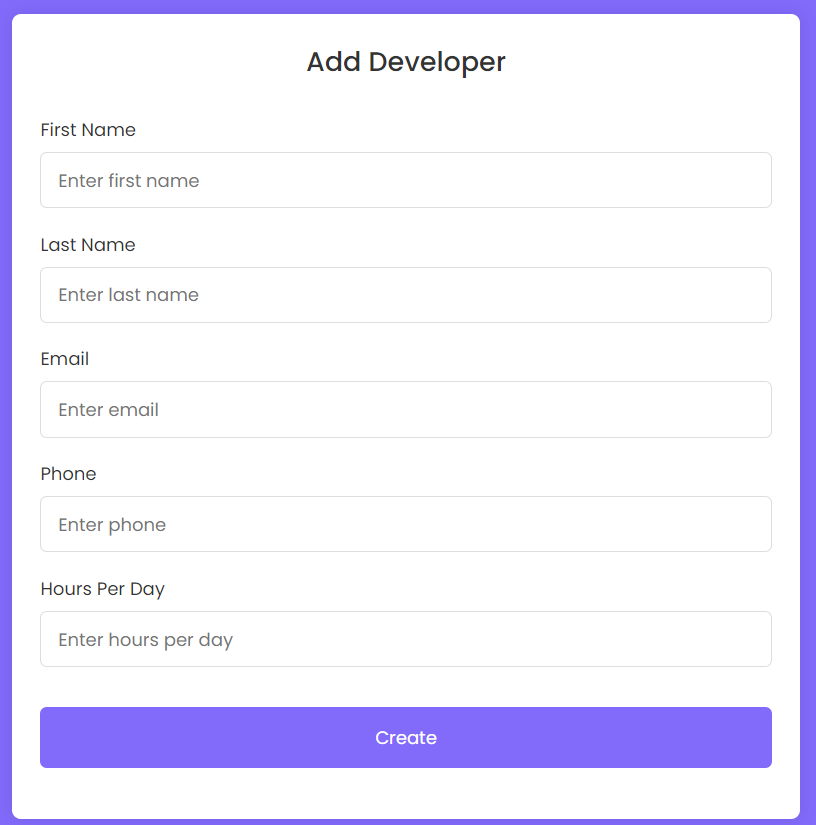 Add Developer
First Name
Enter first name
Last Name
Enter last name
Email
Enter email
Phone
Enter phone
Hours Per Day
Enter hours per day
Create